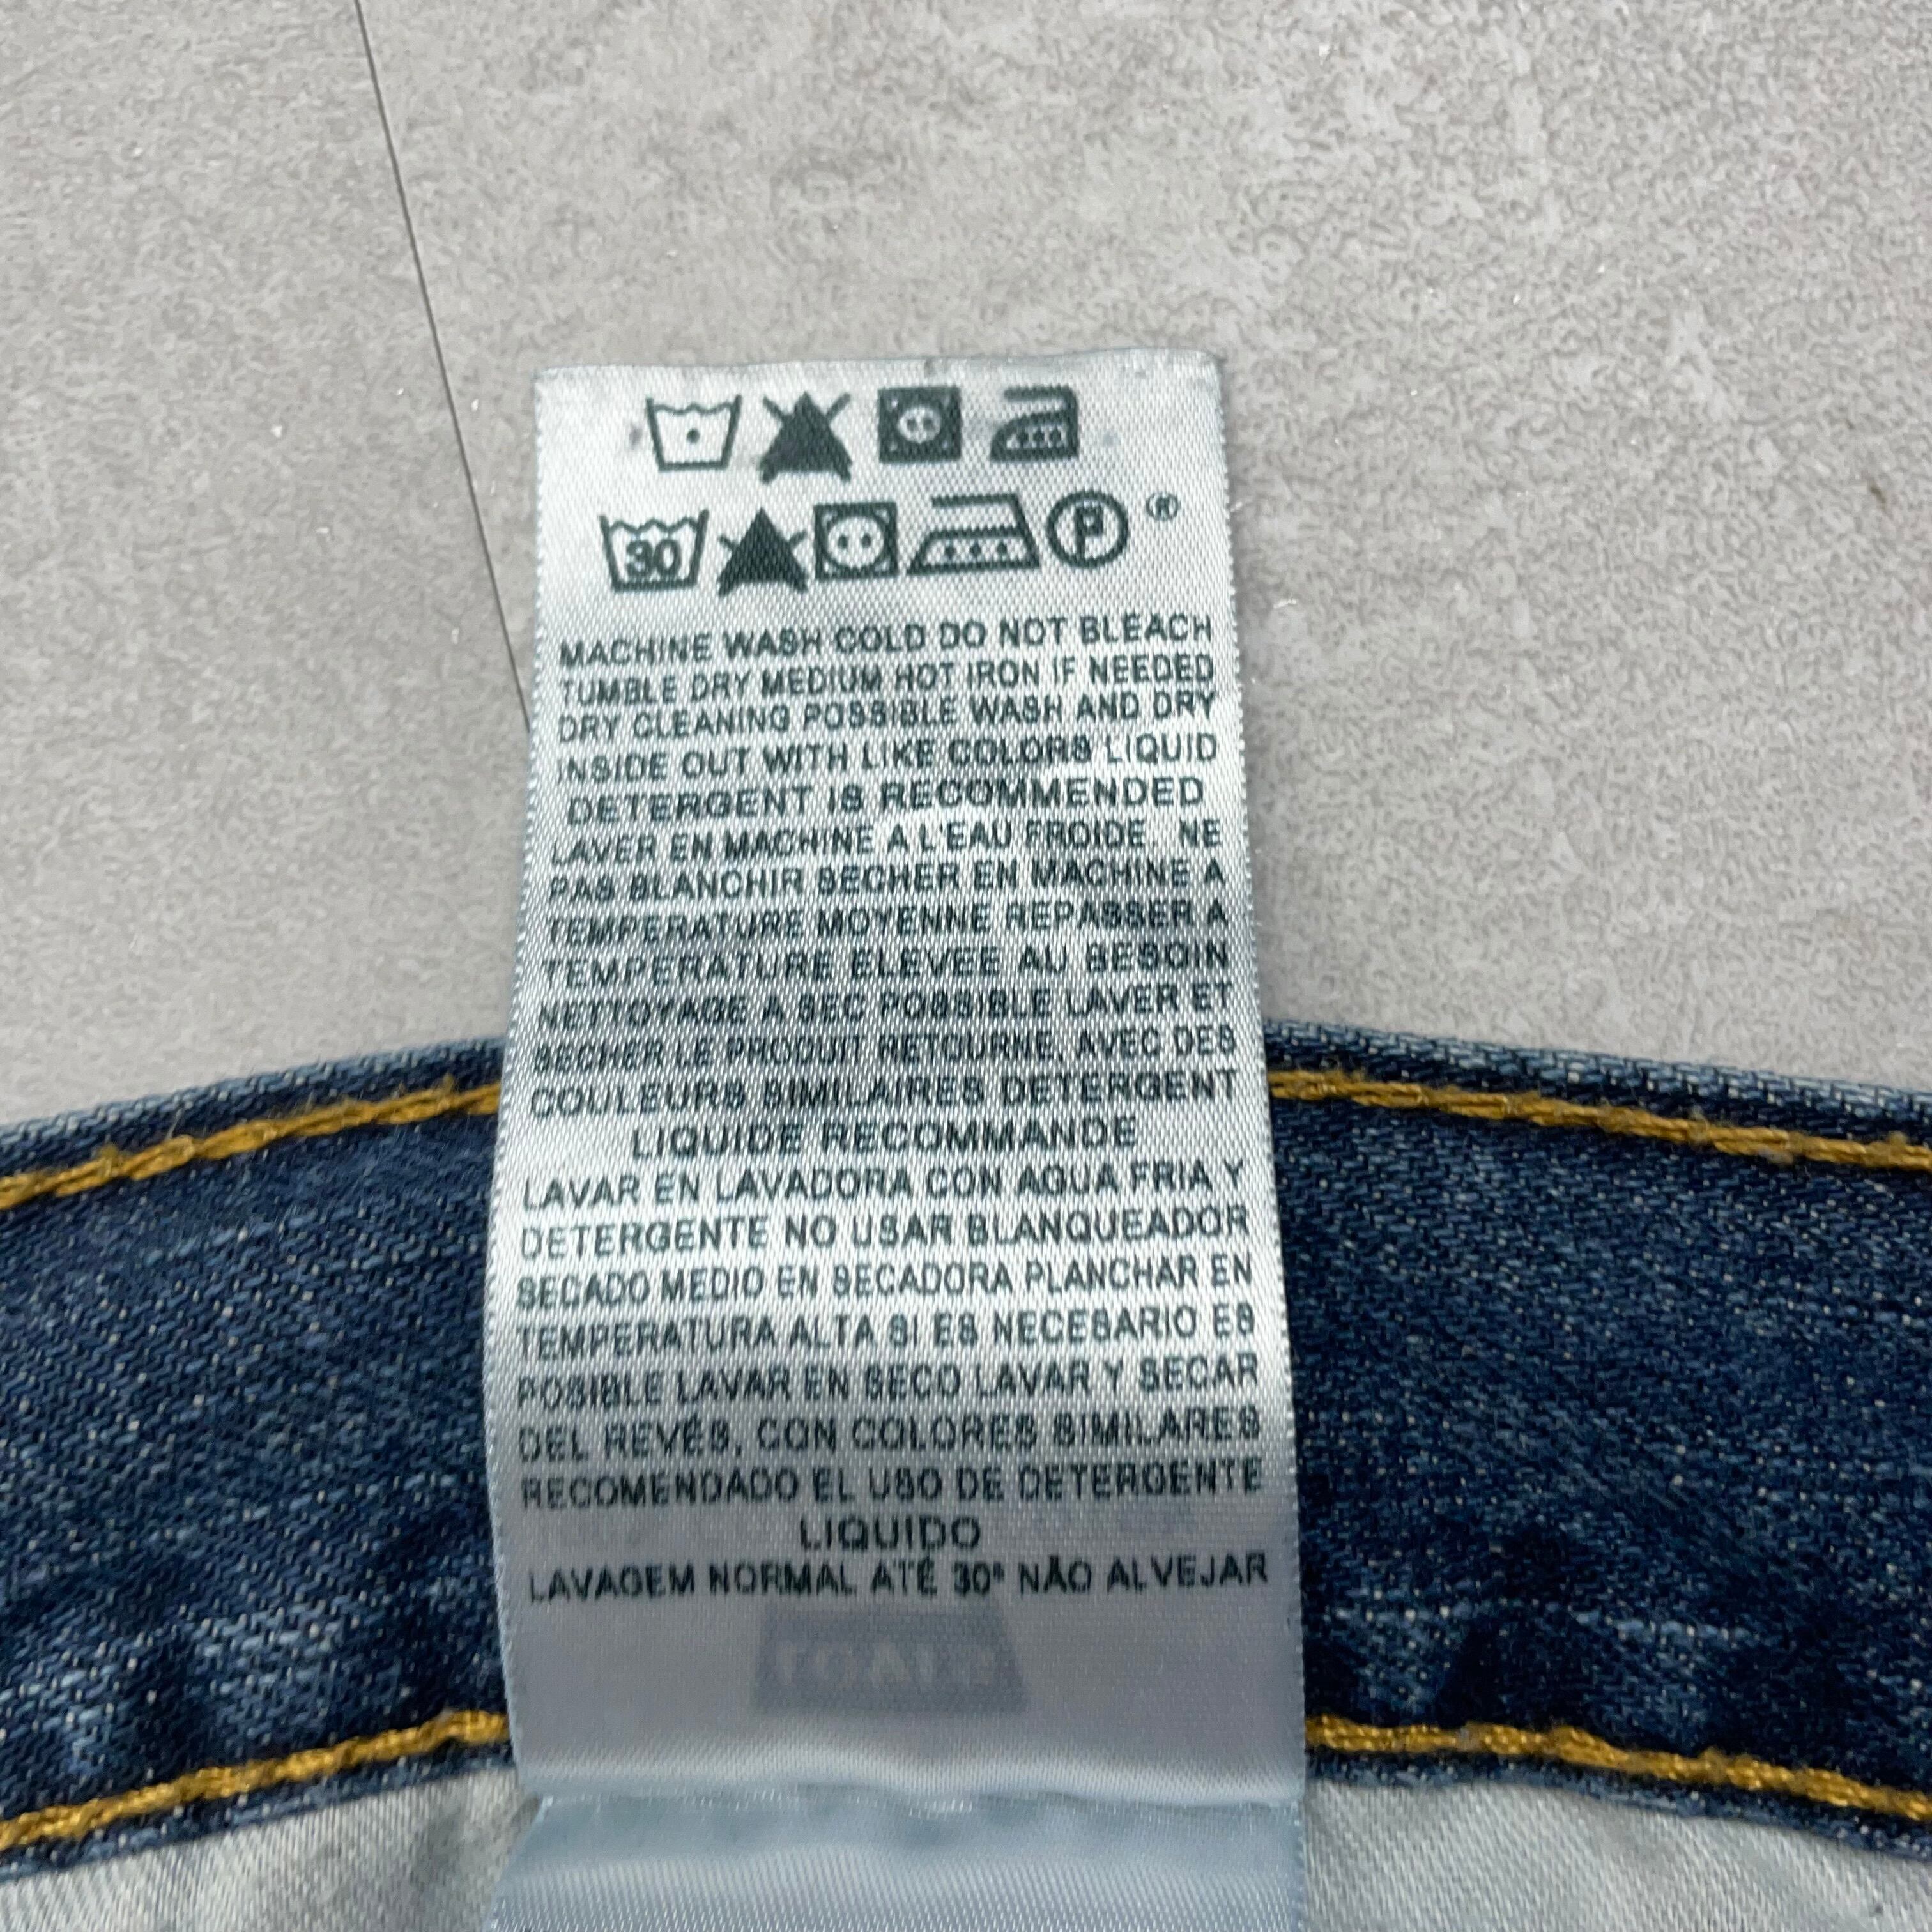 30 P ®
MACHINE WASH COLD DO NOT BLEACH
TUMBLE DRY MEDIUM HOT IRON IF NEEDED
DRY CLEANING POSSIBLE WASH AND DRY
INSIDE OUT WITH LIKE COLORS LIQUID
DETERGENT IS RECOMMENDED
LAVER EN MACHINE A L'EAU FROIDE NE
PAS BLANCHIR SECHER EN MACHINE A
TEMPERATURE MOYENNE REPASSER A
TEMPERATURE ELEVEE AU BESOIN
NETTOYAGE A SEC POSSIBLE LAVER ET
SECHER LE PRODUIT RETOURNE, AVEC DES
COULEURS SIMILAIRES DETERGENT
LIQUIDE RECOMMANDE
LAVAR EN LAVADORA CON AGUA FRIA Y
DETERGENTE NO USAR BLANQUEADOR
SECADO MEDIO EN SECADORA PLANCHAR EN
TEMPERATURA ALTA SI ES NECESARIO ES
POSIBLE LAVAR EN SECO LAVAR Y SECAR
DEL REVÉS, CON COLORES SIMILARES
RECOMENDADO EL USO DE DETERGENTE
LIQUIDO
LAVAGEM NORMAL ATÉ 30° NÃO ALVEJAR